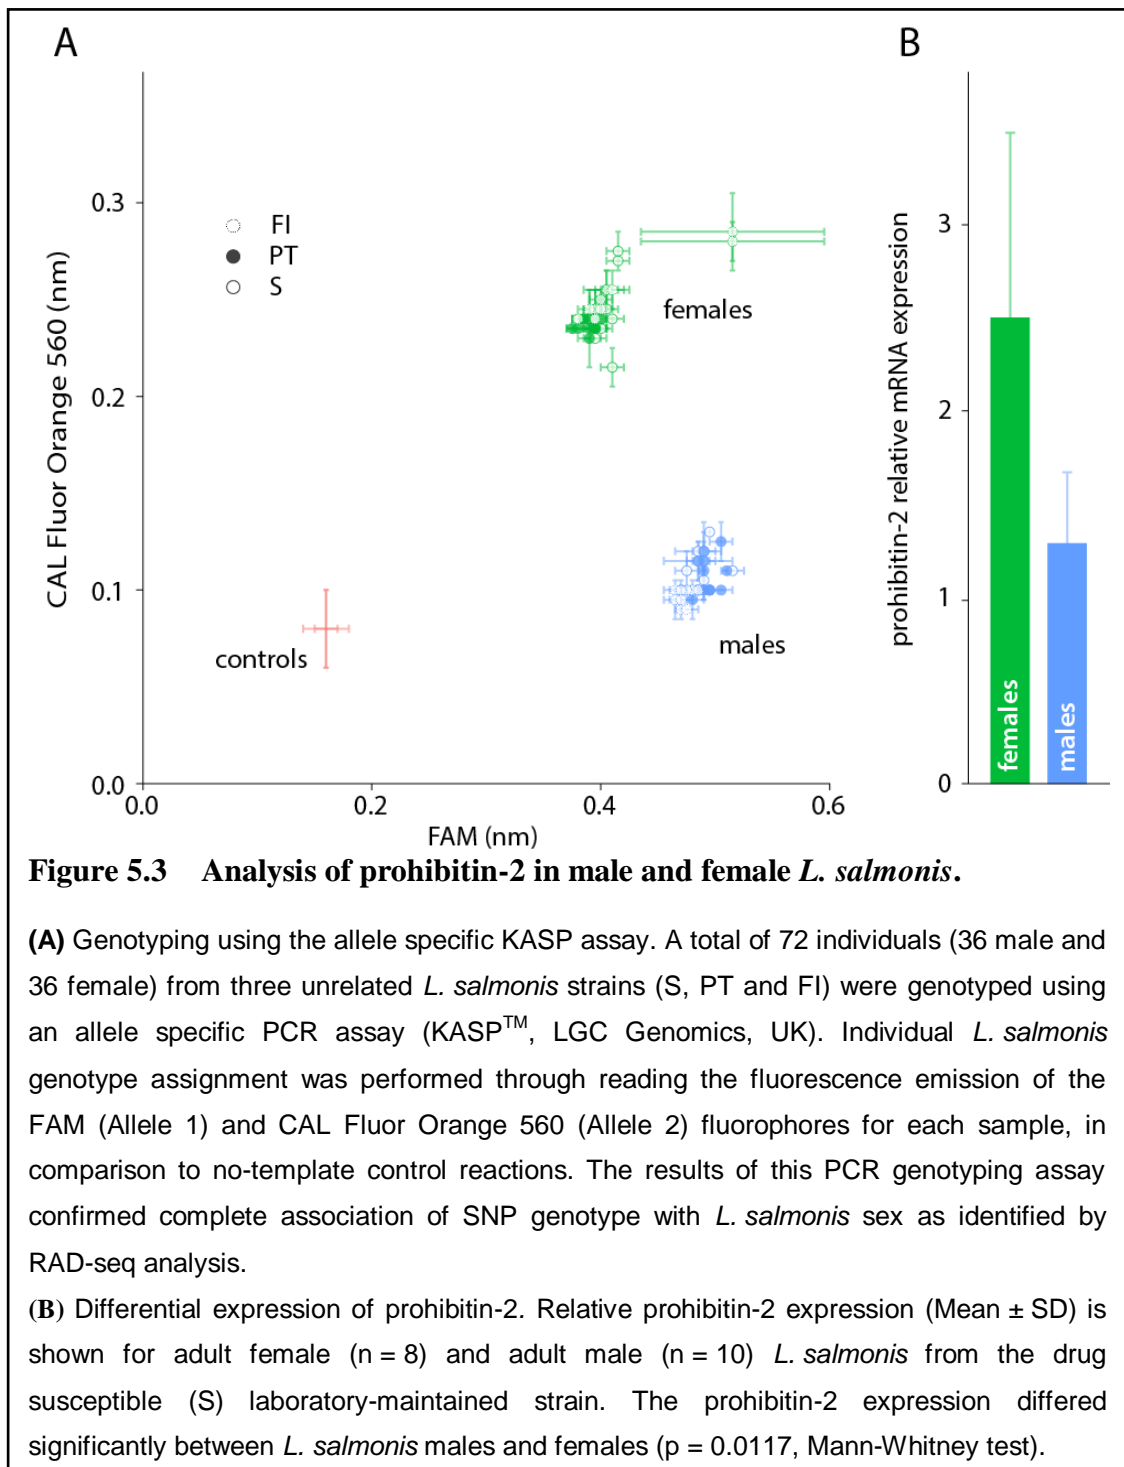 A
B
CAL Fluor Orange 560 (nm)
0.3
0.2
0.1
0.0
FI
PT
S
females
males
controls
0.0
0.2
0.4
0.6
FAM (nm)
prohibitin-2 relative mRNA expression
3
2
1
0
females
males
Figure 5.3 Analysis of prohibitin-2 in male and female L. salmonis.
(A) Genotyping using the allele specific KASP assay. A total of 72 individuals (36 male and
36 female) from three unrelated L. salmonis strains (S, PT and FI) were genotyped using
an allele specific PCR assay (KASP™, LGC Genomics, UK). Individual L. salmonis
genotype assignment was performed through reading the fluorescence emission of the
FAM (Allele 1) and CAL Fluor Orange 560 (Allele 2) fluorophores for each sample, in
comparison to no-template control reactions. The results of this PCR genotyping assay
confirmed complete association of SNP genotype with L. salmonis sex as identified by
RAD-seq analysis.
(B) Differential expression of prohibitin-2. Relative prohibitin-2 expression (Mean ± SD) is
shown for adult female (n = 8) and adult male (n = 10) L. salmonis from the drug
susceptible (S) laboratory-maintained strain. The prohibitin-2 expression differed
significantly between L. salmonis males and females (p = 0.0117, Mann-Whitney test).